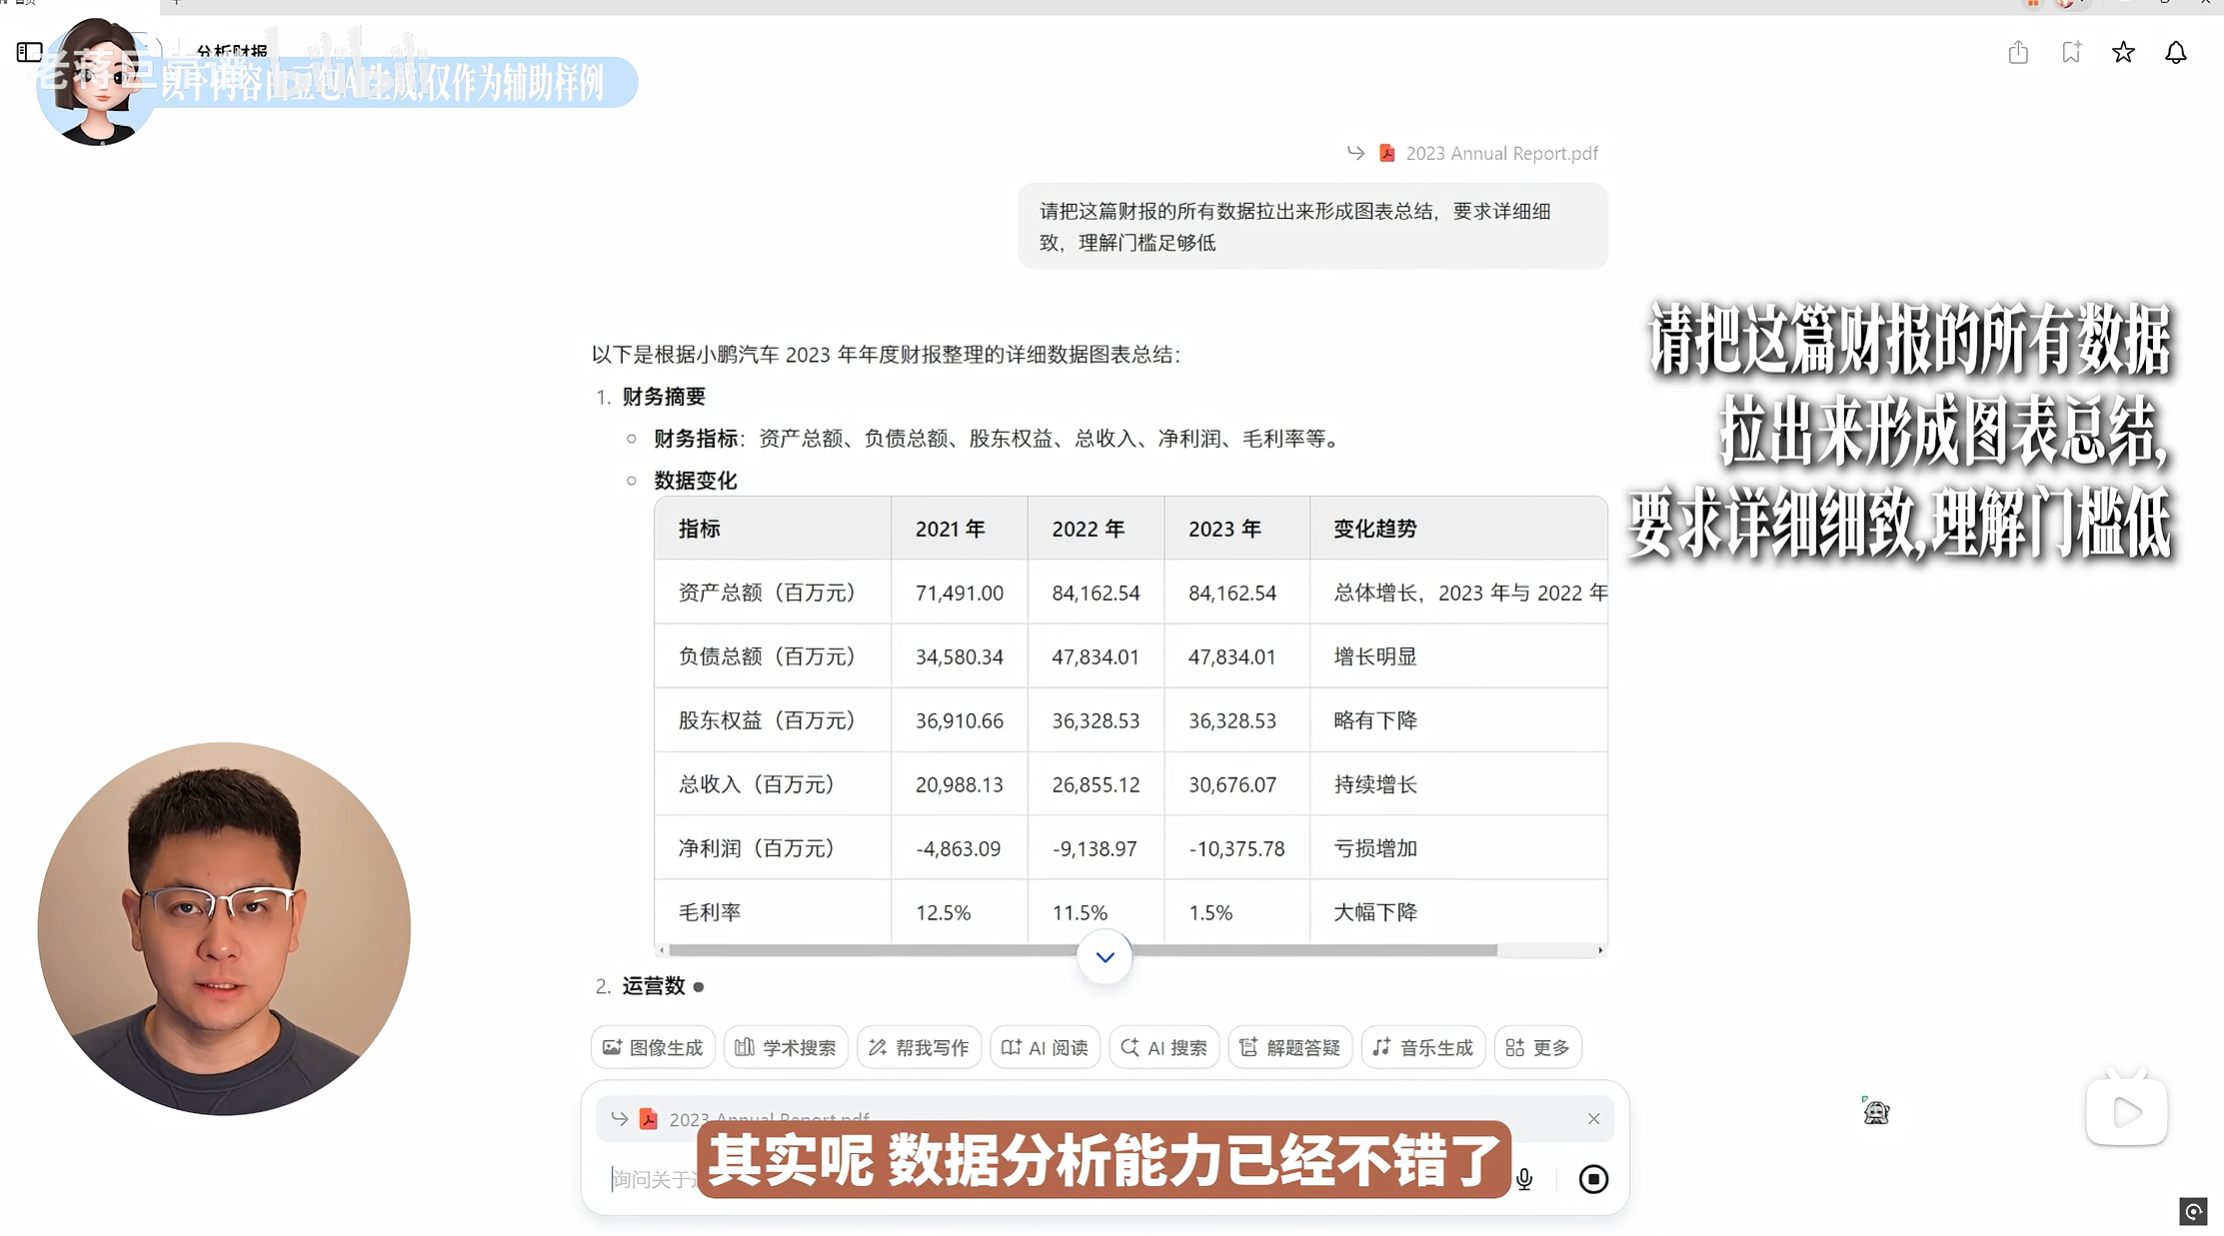 分析财报
老蒋巨靠谱 bilibili
以下内容由豆包AI生成,仅作为辅助样例
2023 Annual Report.pdf
请把这篇财报的所有数据拉出来形成图表总结，要求详细细
致，理解门槛足够低
请把这篇财报的所有数据
拉出来形成图表总结,
要求详细细致,理解门槛低
以下是根据小鹏汽车 2023 年年度财报整理的详细数据图表总结：
1. 财务摘要
财务指标：资产总额、负债总额、股东权益、总收入、净利润、毛利率等。
数据变化
指标 2021 年 2022 年 2023 年 变化趋势
资产总额（百万元） 71,491.00 84,162.54 84,162.54 总体增长，2023 年与 2022 年
负债总额（百万元） 34,580.34 47,834.01 47,834.01 增长明显
股东权益（百万元） 36,910.66 36,328.53 36,328.53 略有下降
总收入（百万元） 20,988.13 26,855.12 30,676.07 持续增长
净利润（百万元） -4,863.09 -9,138.97 -10,375.78 亏损增加
毛利率 12.5% 11.5% 1.5% 大幅下降
2. 运营数
图像生成 学术搜索 帮我写作 AI 阅读 AI 搜索 解题答疑 音乐生成 更多
2023 Annual Report.pdf
询问关于
其实呢 数据分析能力已经不错了